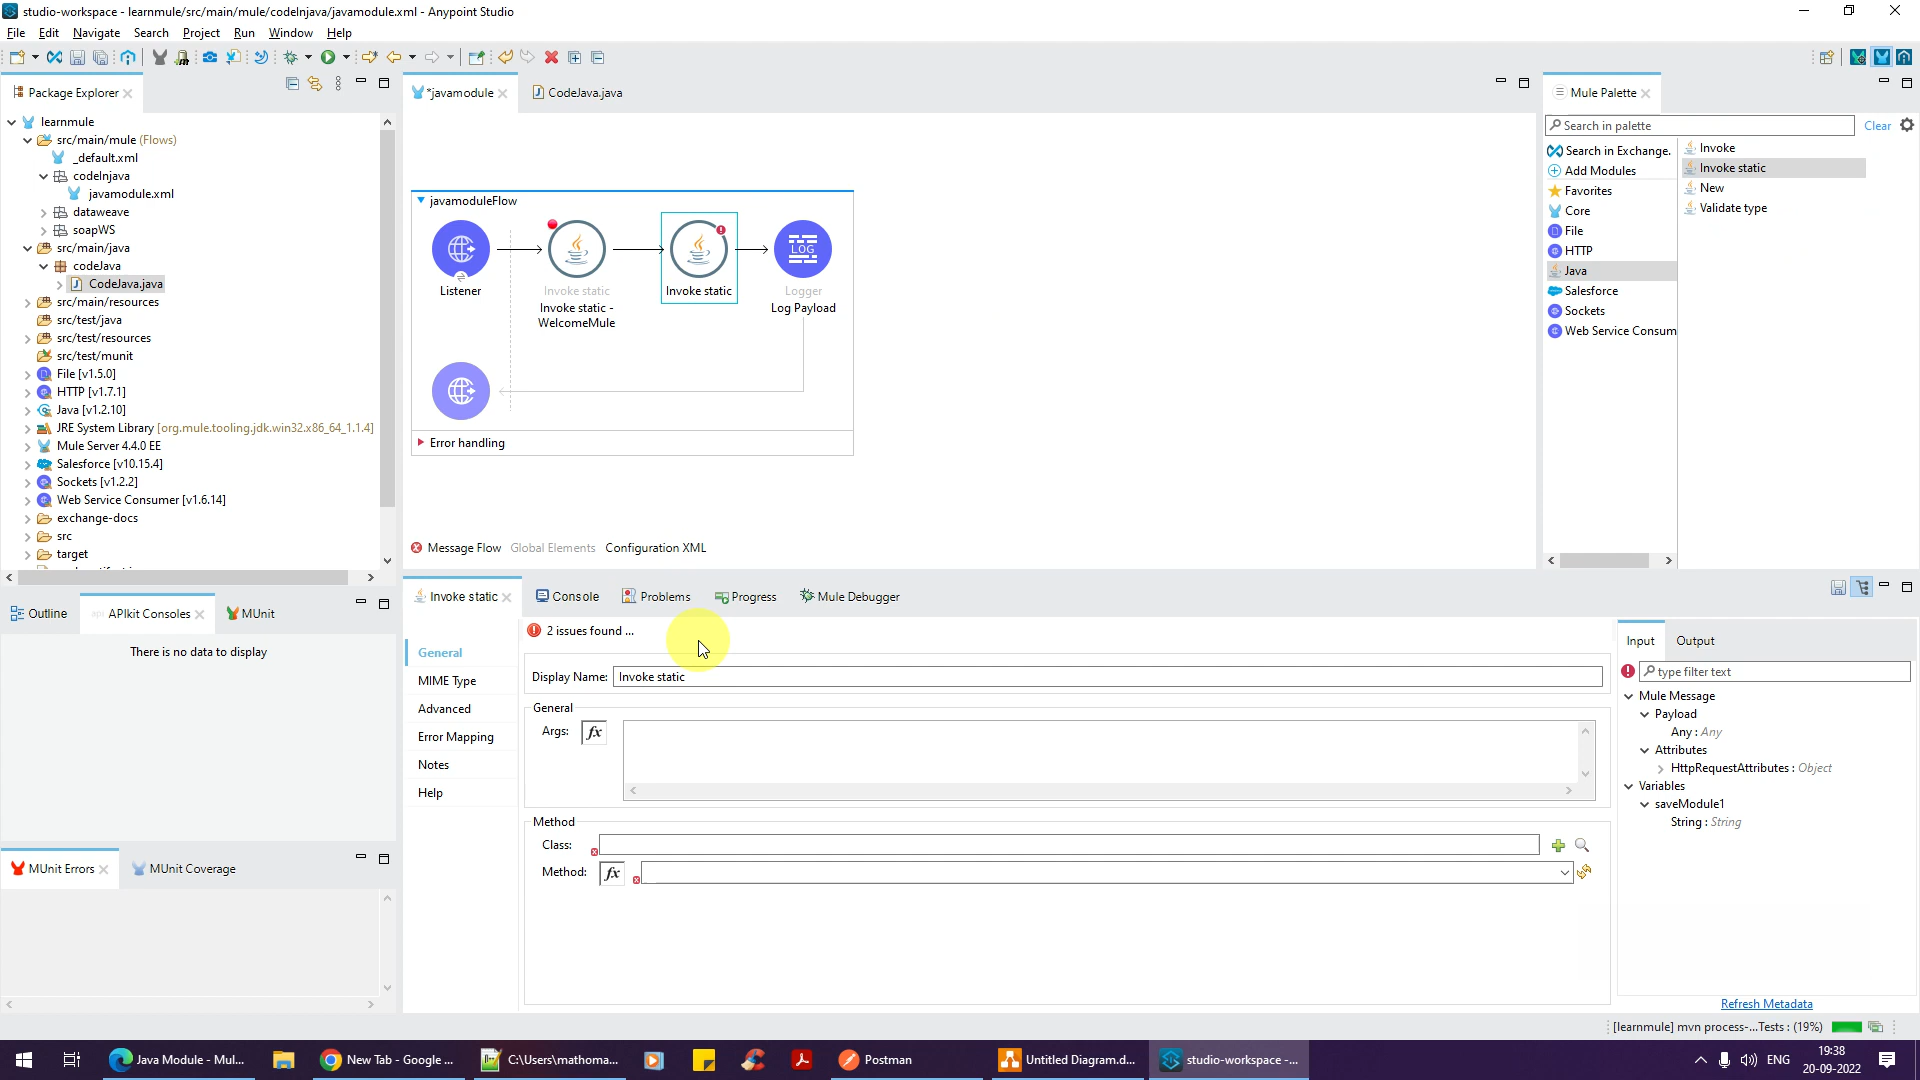 studio-workspace - learnmule/src/main/mule/codeInjava/javamodule.xml - Anypoint Studio
File Edit Navigate Search Project Run Window Help
Package Explorer
learnmule
src/main/mule (Flows)
_default.xml
codeInjava
javamodule.xml
dataweave
soapWS
src/main/java
codeJava
CodeJava.java
src/main/resources
src/test/java
src/test/resources
src/test/munit
File [v1.5.0]
HTTP [v1.7.1]
Java [v1.2.10]
JRE System Library [org.mule.tooling.jdk.win32.x86_64_1.1.4]
Mule Server 4.4.0 EE
Salesforce [v10.15.4]
Sockets [v1.2.2]
Web Service Consumer [v1.6.14]
exchange-docs
src
target
*javamodule
CodeJava.java
javamoduleFlow
LOG
Listener
Invoke static
Invoke static -
WelcomeMule
Invoke static
Logger
Log Payload
Error handling
Message Flow Global Elements Configuration XML
Mule Palette
Search in palette
Clear
Search in Exchange.
Add Modules
Favorites
Core
File
HTTP
Java
Salesforce
Sockets
Web Service Consum
Invoke
Invoke static
New
Validate type
Outline
APIkit Consoles
MUnit
There is no data to display
MUnit Errors
MUnit Coverage
Invoke static
Console
Problems
Progress
Mule Debugger
General
MIME Type
Advanced
Error Mapping
Notes
Help
2 issues found ...
Display Name: Invoke static
General
Args: fx
Method
Class:
Method: fx
Input
Output
type filter text
Mule Message
Payload
Any : Any
Attributes
HttpRequestAttributes : Object
Variables
saveModule1
String : String
Refresh Metadata
[learnmule] mvn process-...Tests : (19%)
Java Module - Mul...
New Tab - Google ...
C:\Users\mathoma...
Postman
Untitled Diagram.d...
studio-workspace -...
ENG
19:38
20-09-2022